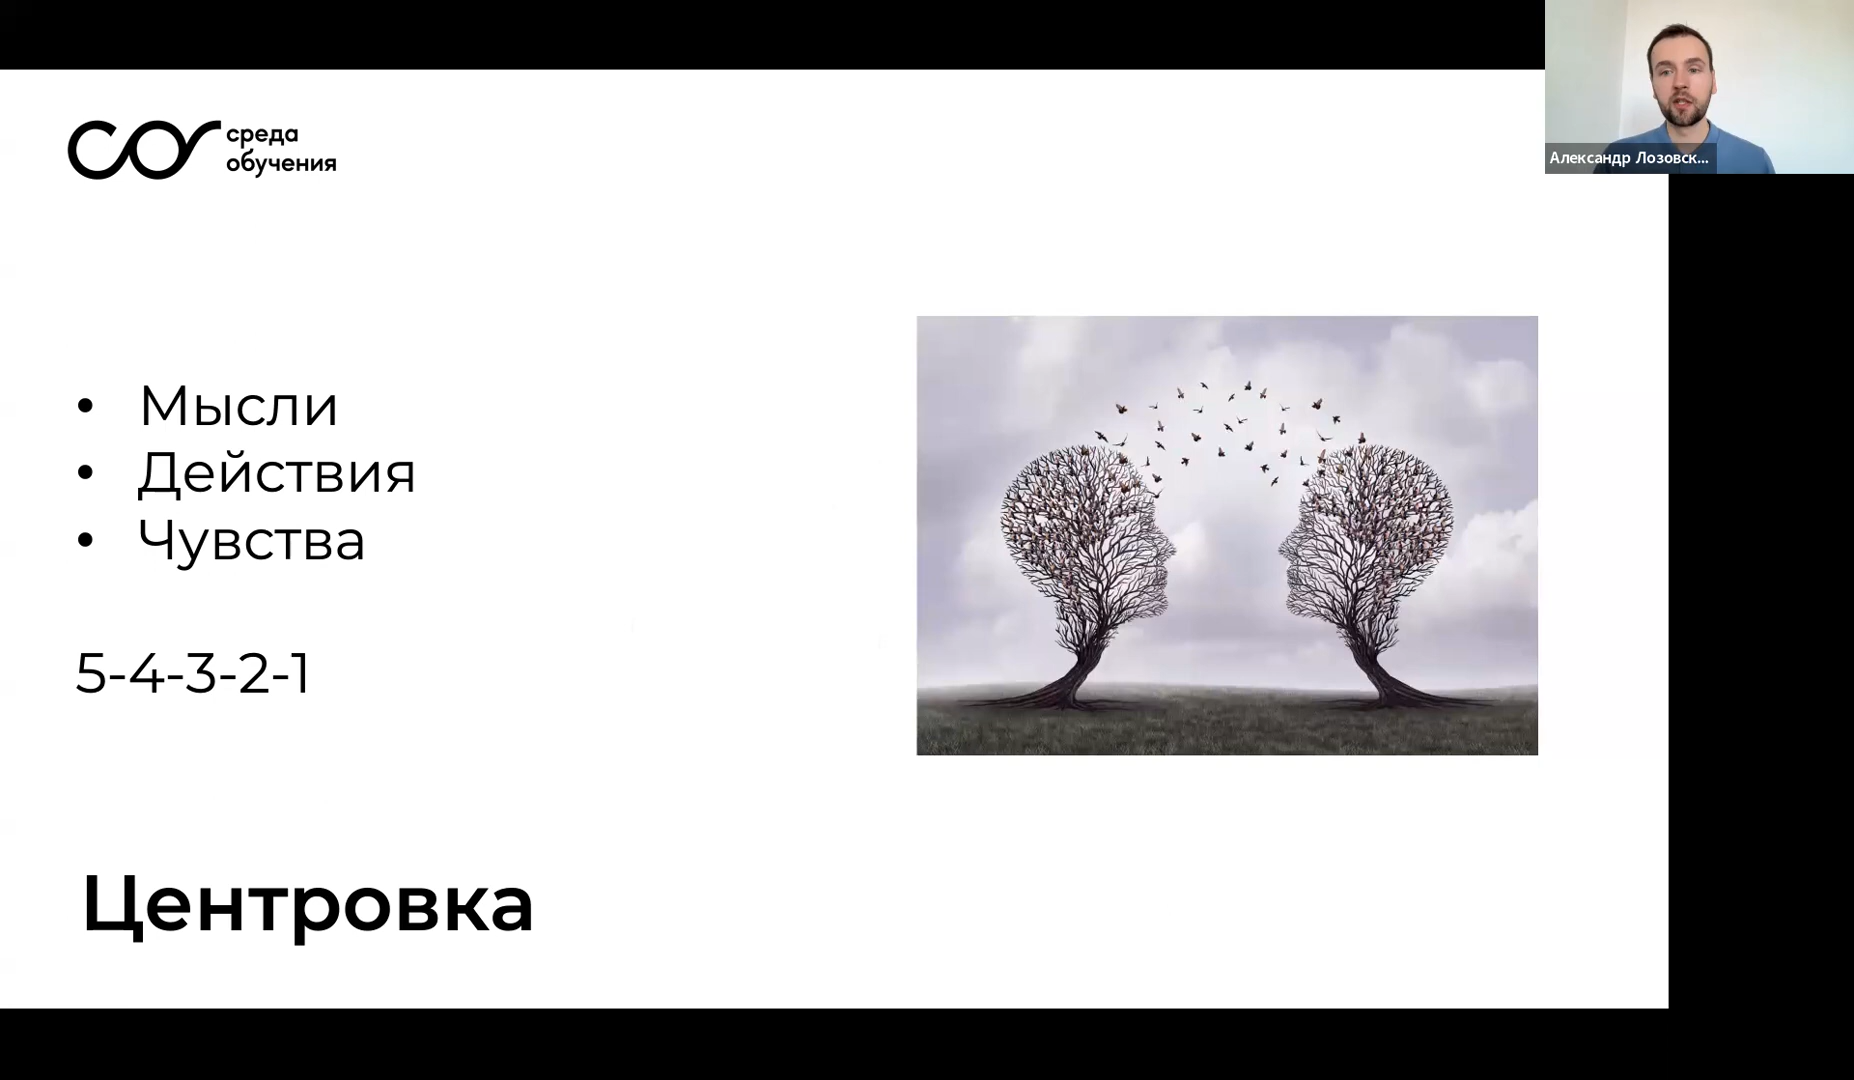 среда
обучения
Александр Лозовск...
• Мысли
• Действия
• Чувства
5-4-3-2-1
Центровка